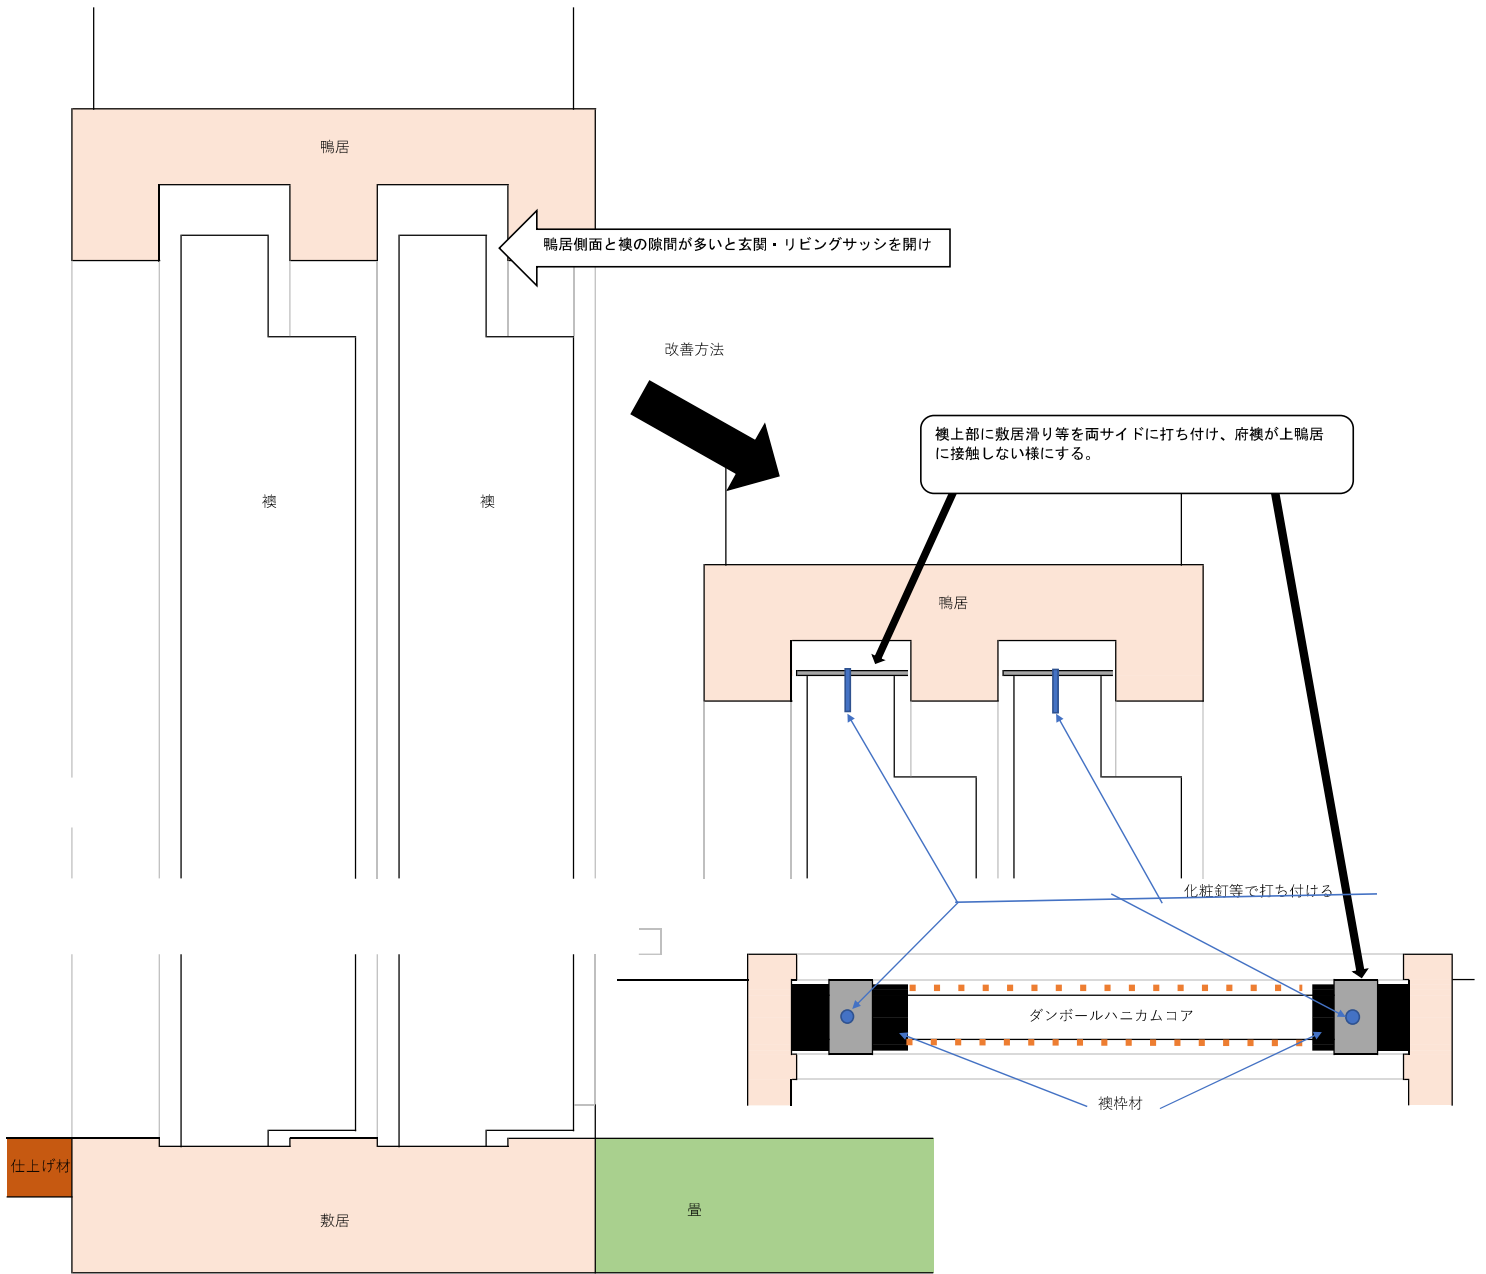 鴨居
鴨居側面と襖の隙間が多いと玄関・リビングサッシを開け
改善方法
襖上部に敷居滑り等を両サイドに打ち付け、府襖が上鴨居
に接触しない様にする。
襖
襖
鴨居
化粧釘等で打ち付ける
ダンボールハニカムコア
襖枠材
仕上げ材
畳
敷居